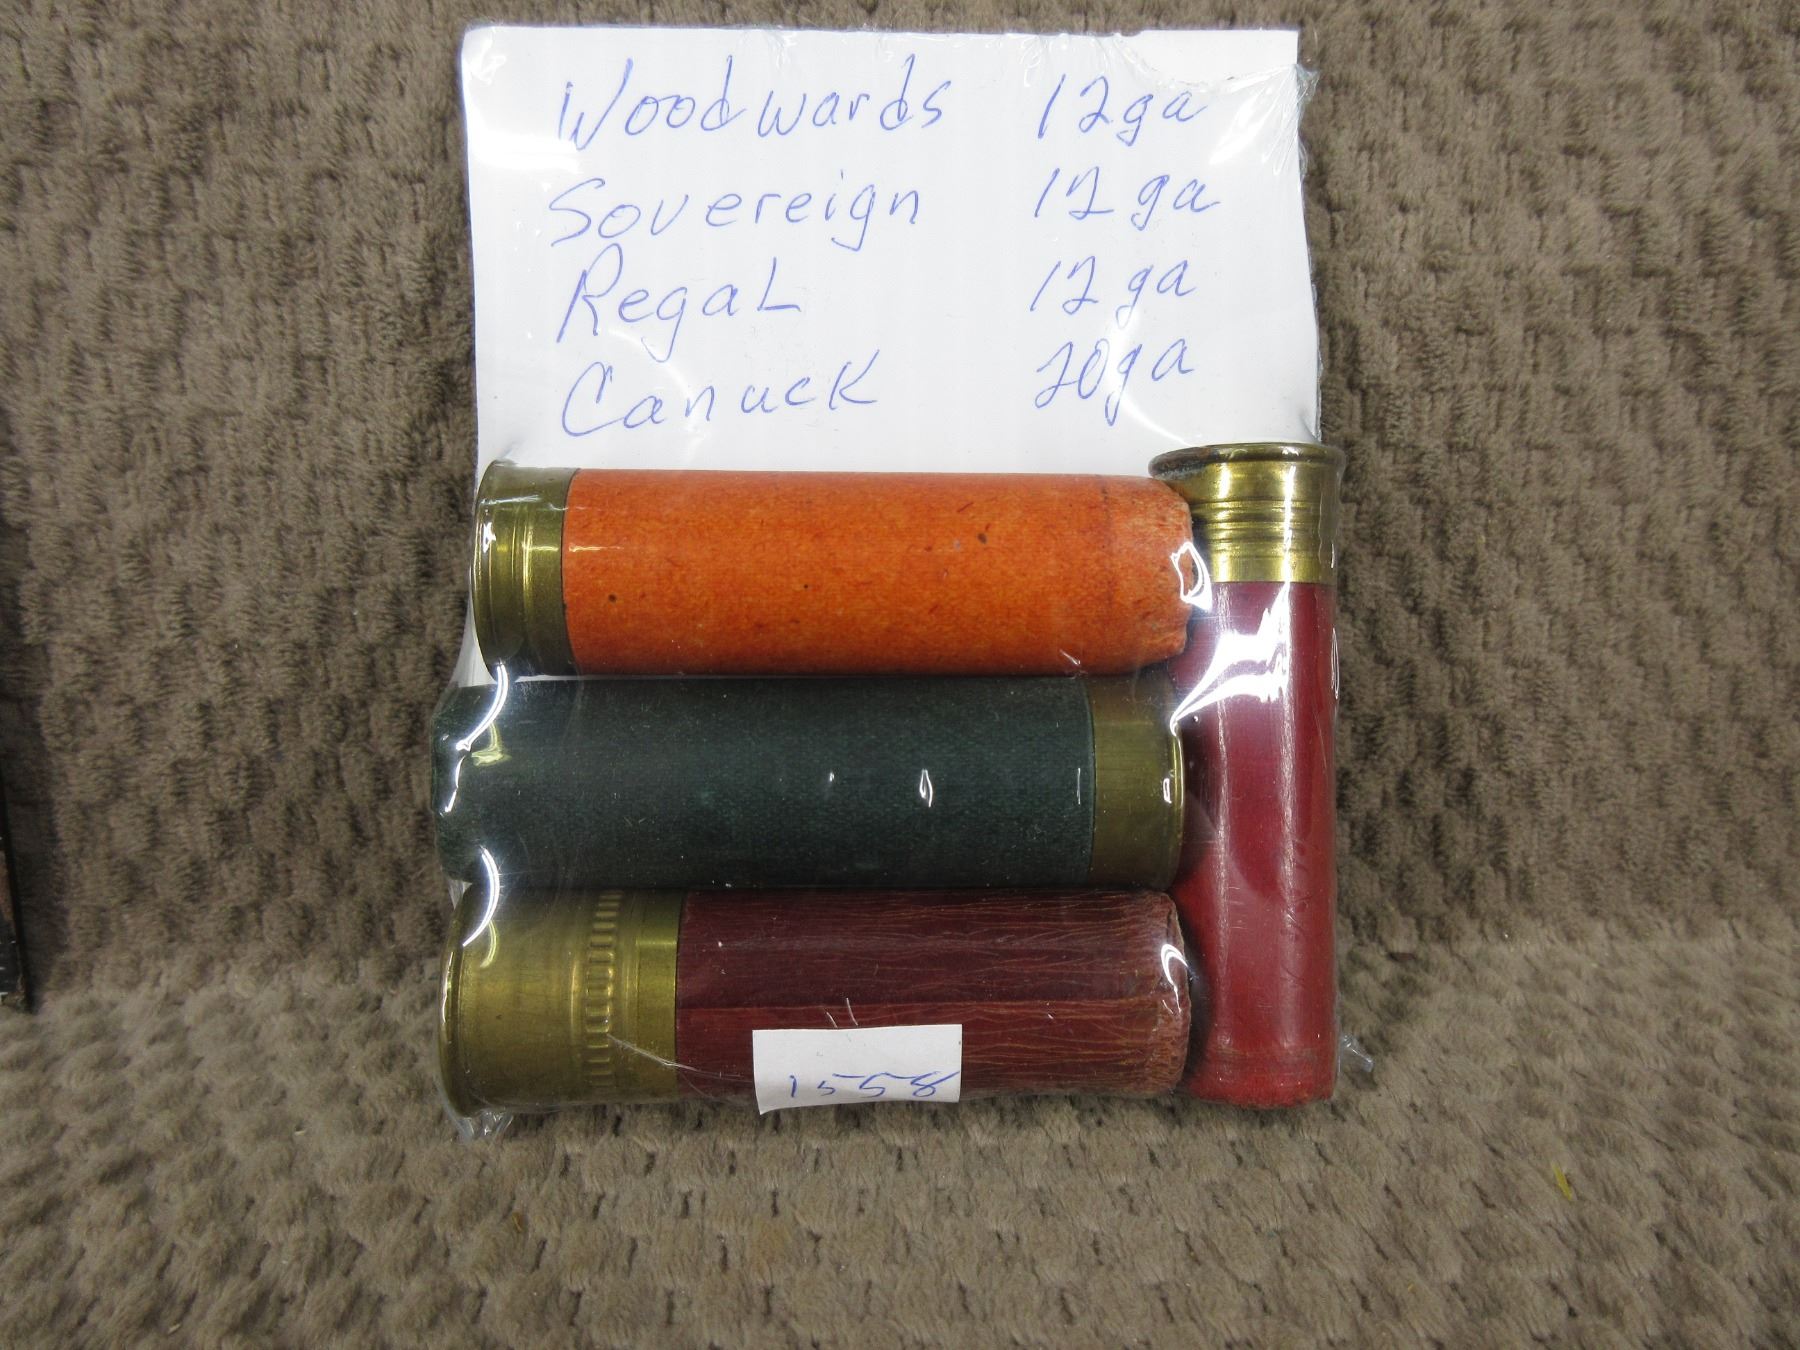 Woodwards 12ga
Sovereign 12ga
Regal 12ga
Canuck 20ga
1558